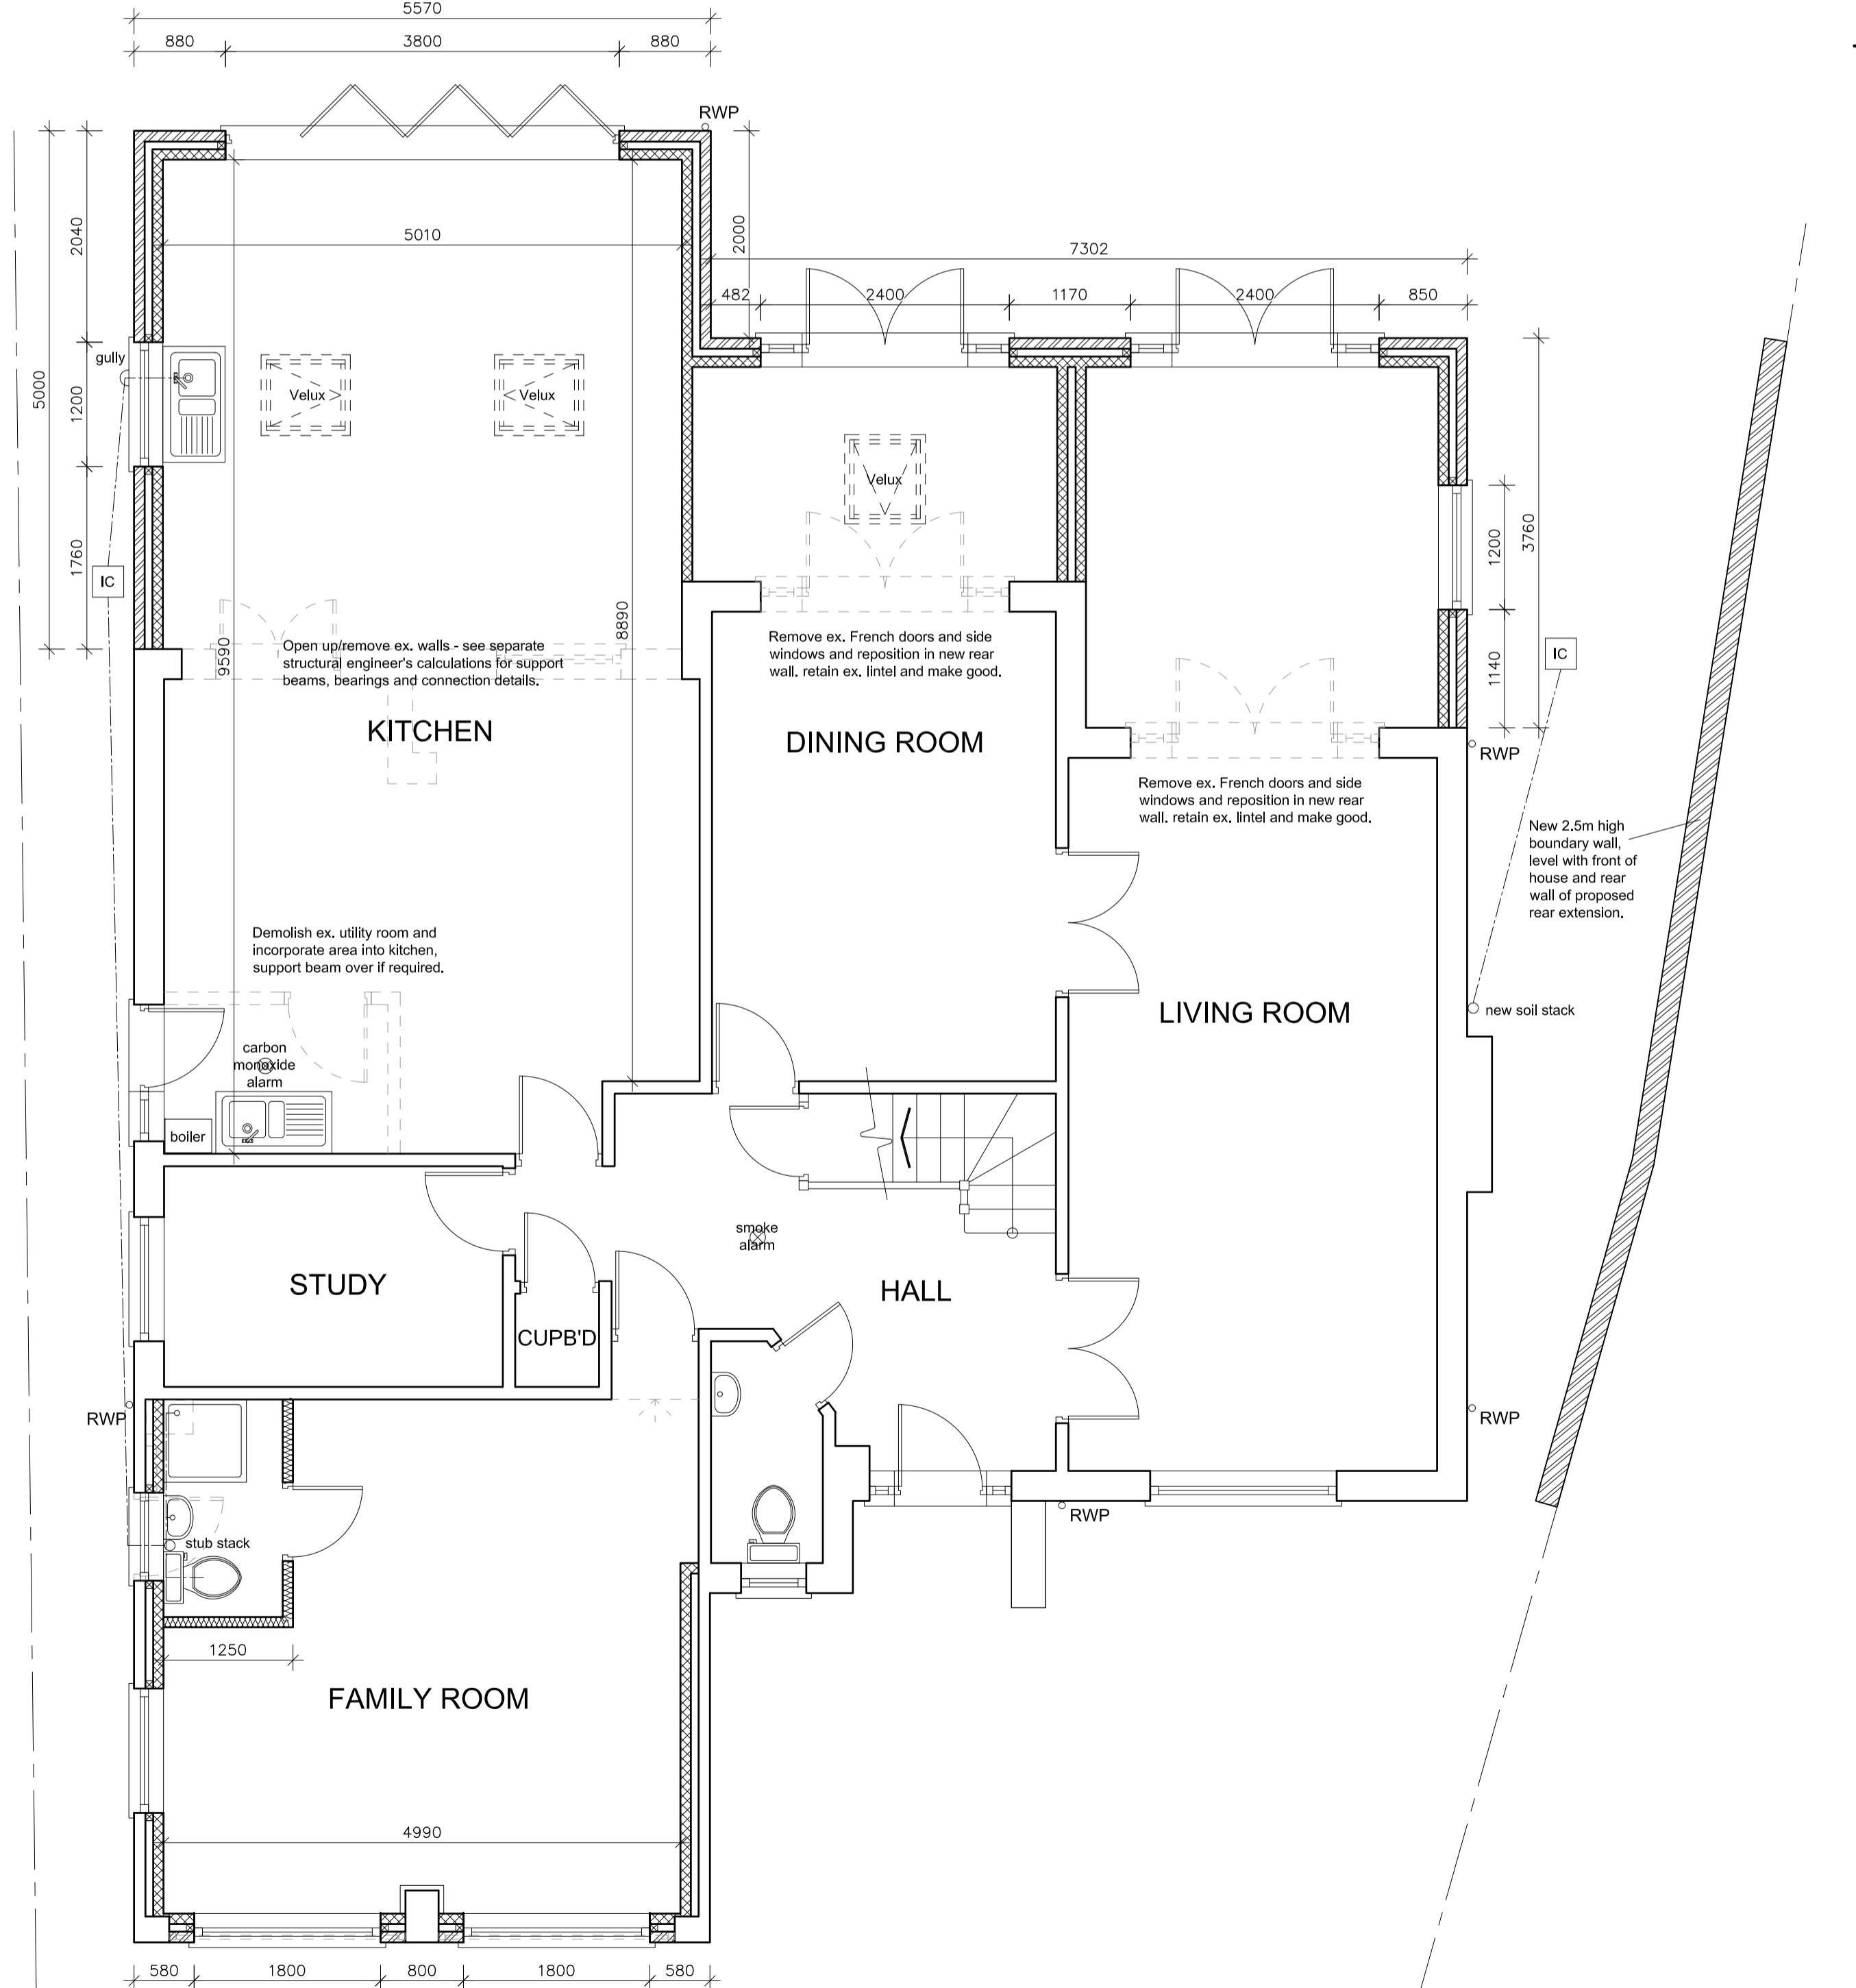 5570
880
3800
880
RWP
2040
5010
2000
7302
482
2400
1170
2400
850
gully
5000
1200
Velux
Velux
Velux
1760
IC
9590
8890
1200
3760
1140
IC
Open up/remove ex. walls - see separate
structural engineer's calculations for support
beams, bearings and connection details.
Remove ex. French doors and side
windows and reposition in new rear
wall. retain ex. lintel and make good.
KITCHEN
DINING ROOM
RWP
Remove ex. French doors and side
windows and reposition in new rear
wall. retain ex. lintel and make good.
New 2.5m high
boundary wall,
level with front of
house and rear
wall of proposed
rear extension.
Demolish ex. utility room and
incorporate area into kitchen,
support beam over if required.
LIVING ROOM
new soil stack
carbon
monoxide
alarm
boiler
smoke
alarm
STUDY
HALL
CUPB'D
RWP
RWP
RWP
stub stack
1250
FAMILY ROOM
4990
580
1800
800
1800
580